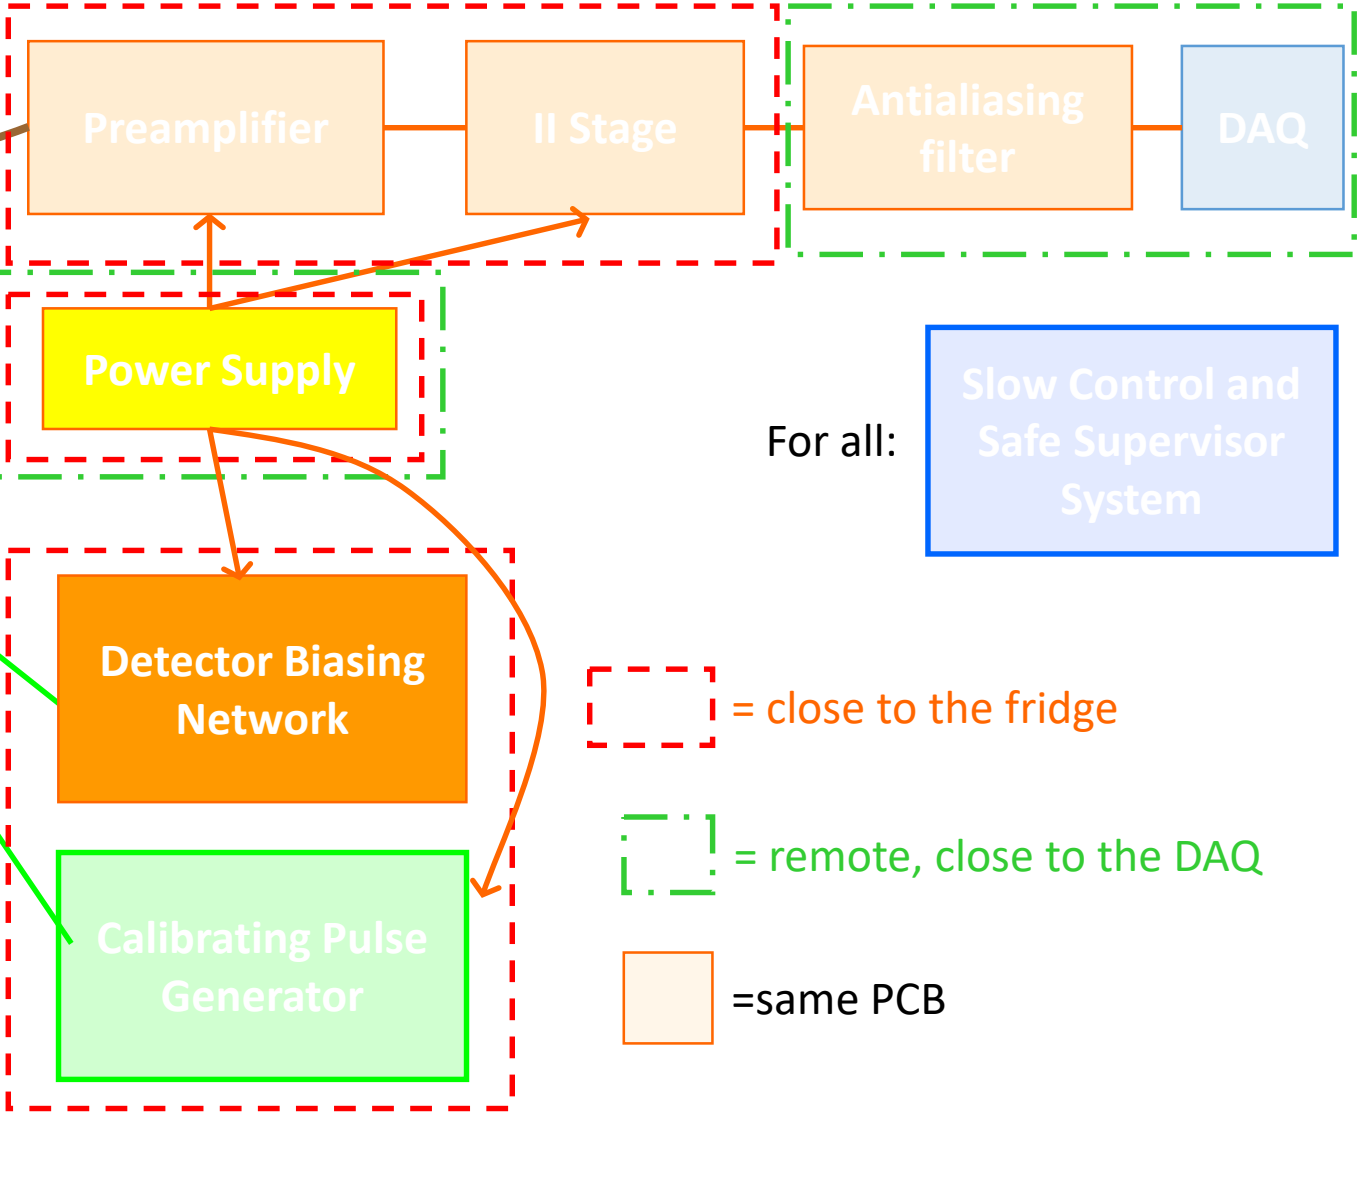 Preamplifier
II Stage
Antialiasing
filter
DAQ
Power Supply
For all:
Slow Control and
Safe Supervisor
System
Detector Biasing
Network
= close to the fridge
= remote, close to the DAQ
Calibrating Pulse
Generator
=same PCB